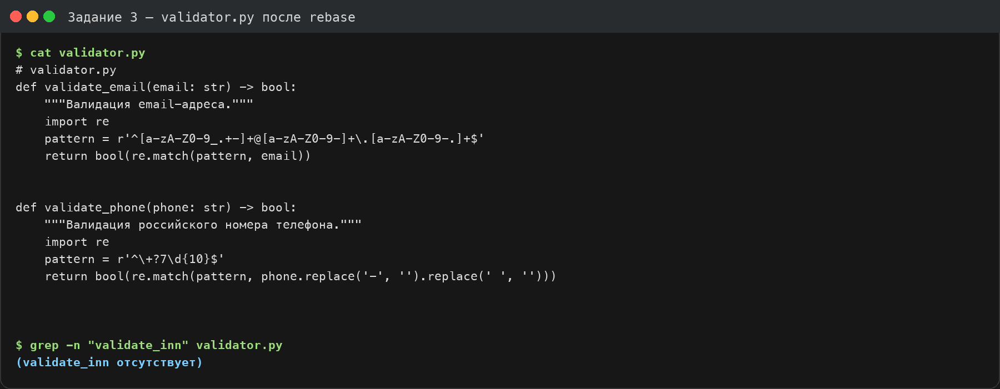 Задание 3 — validator.py после rebase
$ cat validator.py
# validator.py
def validate_email(email: str) -> bool:
    """Валидация email-адреса."""
    import re
    pattern = r'^[a-zA-Z0-9_.+-]+@[a-zA-Z0-9-]+\.[a-zA-Z0-9-.]+$'
    return bool(re.match(pattern, email))
def validate_phone(phone: str) -> bool:
    """Валидация российского номера телефона."""
    import re
    pattern = r'^\+?7\d{10}$'
    return bool(re.match(pattern, phone.replace('-', '').replace(' ', '')))
$ grep -n "validate_inn" validator.py
(validate_inn отсутствует)